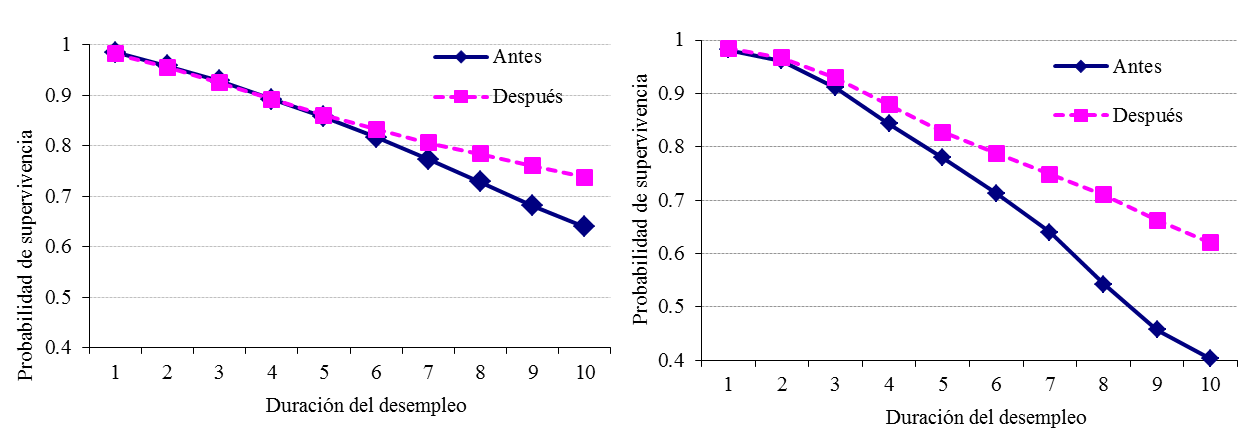 Probabilidad de supervivencia
1
0.9
0.8
0.7
0.6
0.5
0.4
Antes
Después
1 2 3 4 5 6 7 8 9 10
Duración del desempleo
Probabilidad de supervivencia
1
0.9
0.8
0.7
0.6
0.5
0.4
Antes
Después
1 2 3 4 5 6 7 8 9 10
Duración del desempleo